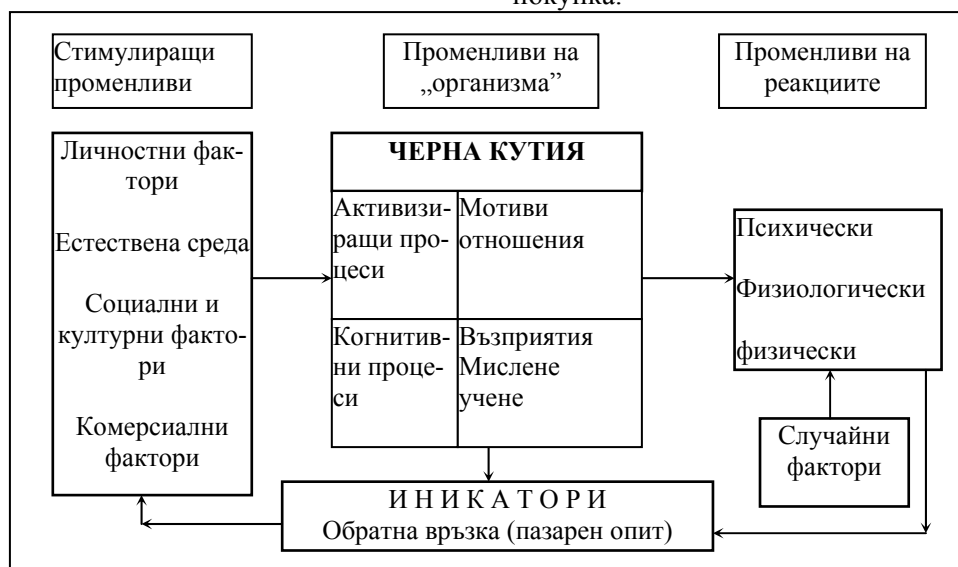 покупка.
Стимулиращи
променливи
Променливи на
„организма”
Променливи на
реакциите
Личностни фак-
тори
Естествена среда
Социални и
културни факто-
ри
Комерсиални
фактори
ЧЕРНА КУТИЯ
Активизи-
ращи про-
цеси
Мотиви
отношения
Когнитив-
ни проце-
си
Възприятия
Мислене
учене
Психически
Физиологически
физически
Случайни
фактори
И Н И К А Т О Р И
Обратна връзка (пазарен опит)